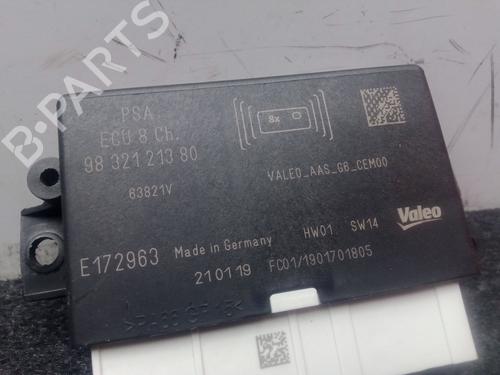 B-PARTS
PSA
ECU 8 Ch.
98 321 213 80
63821V
8x
VALEO_AAS_G6_CEM00
Valeo
E172963 Made in Germany HW01 SW14
210119 FC01/1901701805